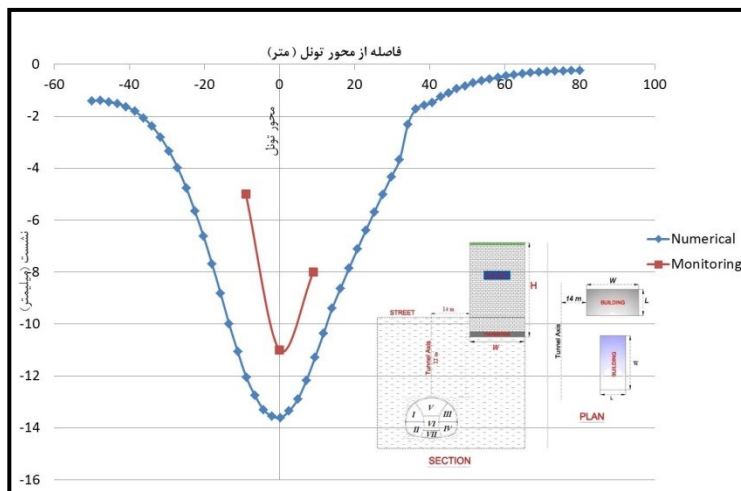 فاصله از محور تونل (متر)
-60 -40 -20 0 20 40 60 80 100
0
-2
-4
-6
-8
-10
-12
-14
-16
محور تونل
نشست (میلیمتر)
Numerical
Monitoring
STREET
14 m
H
W
Tunnel Axis
22 m
I
II
III
IV
V
VI
VII
SECTION
W
14 m
BUILDING
L
Tunnel Axis
BUILDING
W
L
PLAN